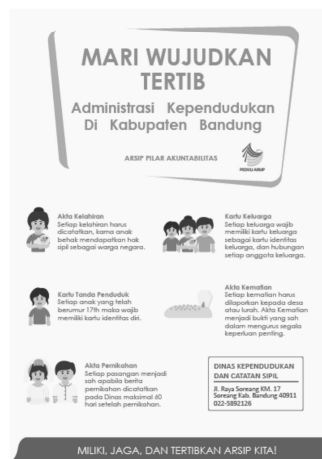 MARI WUJUDKAN
TERTIB
Administrasi Kependudukan
Di Kabupaten Bandung
ARSIP PILAR AKUNTABILITAS
PEDULI ARSIP
Akta Kelahiran
Setiap kelahiran harus
dicatatkan, karna anak
behak mendapatkan hak
sipil sebagai warga negara.
Kartu Keluarga
Setiap keluarga wajib
memiliki kartu keluarga
sebagai kartu identitas
keluarga, dan hubungan
setiap anggota keluarga.
Kartu Tanda Penduduk
Setiap anak yang telah
berumur 17th maka wajib
memiliki kartu identitas diri.
Akta Kematian
Setiap kematian harus
dilaporkan kepada desa
atau lurah. Akta Kematian
menjadi bukti yang sah
dalam mengurus segala
keperluan penting.
Akta Pernikahan
Setiap pasangan menjadi
sah apabila berita
pernikahan dicatatkan
pada Dinas maksimal 60
hari setelah pernikahan.
DINAS KEPENDUDUKAN
DAN CATATAN SIPIL
Jl. Raya Soreang KM. 17
Soreang Kab. Bandung 40911
022-5892126
MILIKI, JAGA, DAN TERTIBKAN ARSIP KITA!